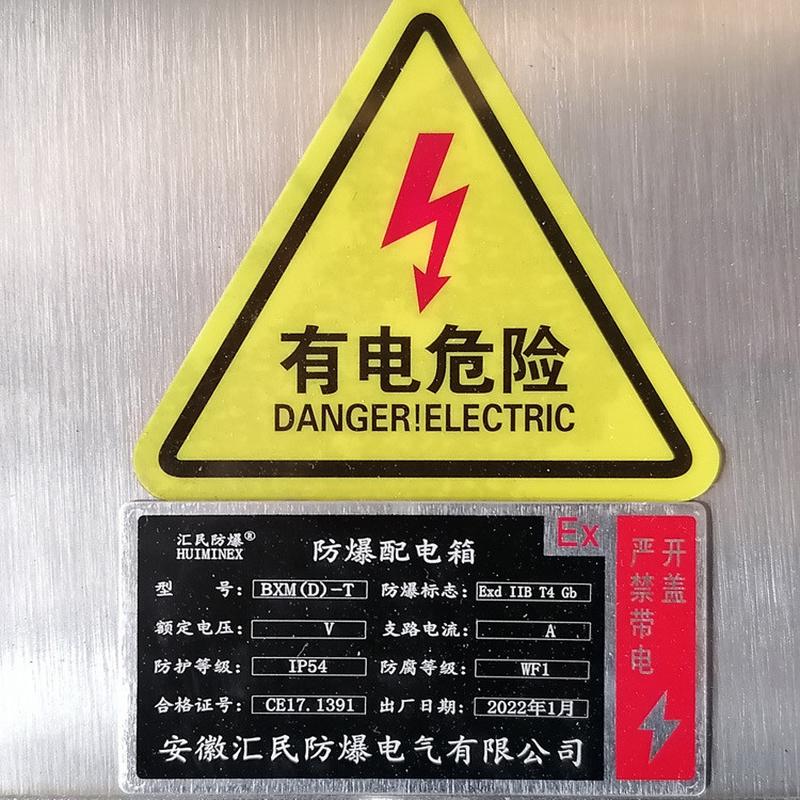 有电危险
DANGER!ELECTRIC
汇民防爆®
HUIMINEX
防爆配电箱
Ex
型 号: BXM(D)-T 防爆标志: Exd IIB T4 Gb
额定电压: V 支路电流: A
防护等级: IP54 防腐等级: WF1
合格证号: CE17.1391 出厂日期: 2022年1月
安徽汇民防爆电气有限公司
严禁带电
开盖